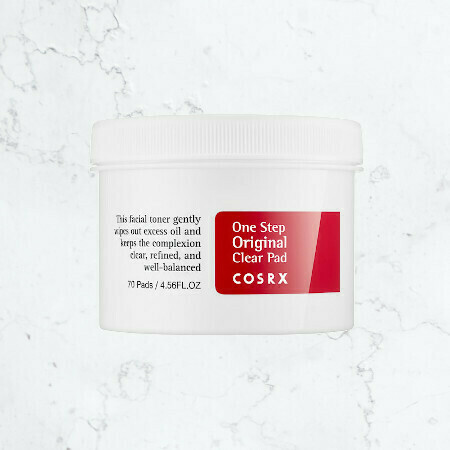 This facial toner gently
wipes out excess oil and
keeps the complexion
clear, refined, and
well-balanced
70 Pads / 4.56FL.OZ
One Step
Original
Clear Pad
COSRX